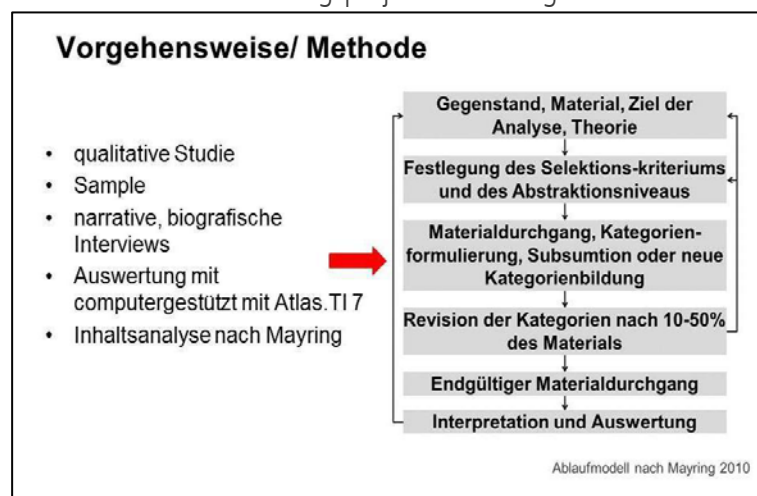 Vorgehensweise/ Methode
• qualitative Studie
• Sample
• narrative, biografische
Interviews
• Auswertung mit
computergestützt mit Atlas.TI 7
• Inhaltsanalyse nach Mayring
Gegenstand, Material, Ziel der
Analyse, Theorie
Festlegung des Selektions-kriteriums
und des Abstraktionsniveaus
Materialdurchgang, Kategorien-
formulierung, Subsumtion oder neue
Kategorienbildung
Revision der Kategorien nach 10-50%
des Materials
Endgültiger Materialdurchgang
Interpretation und Auswertung
Ablaufmodell nach Mayring 2010